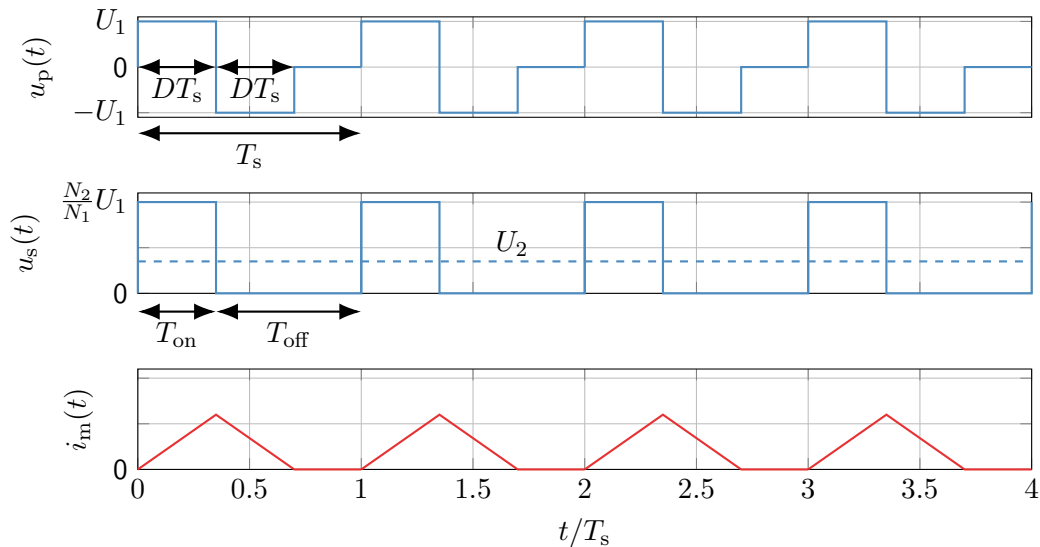 U₁
0
−U₁
uₚ(t)
DTₛ DTₛ
Tₛ
N₂/N₁ U₁
0
uₛ(t)
U₂
Tₒₙ T_off
0
iₘ(t)
0 0.5 1 1.5 2 2.5 3 3.5 4
t/Tₛ